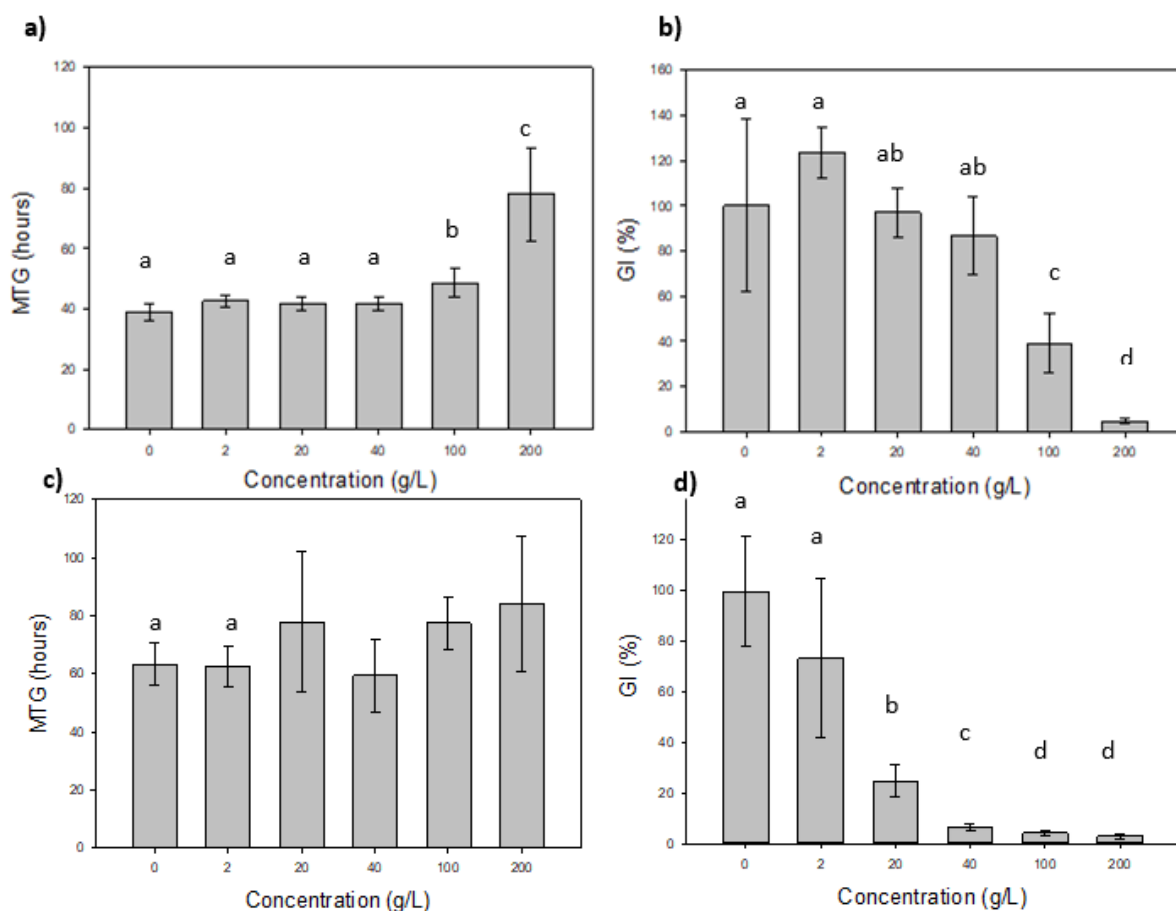 a)
120
100
80
60
40
20
0
MTG (hours)
a a a a b c
0 2 20 40 100 200
Concentration (g/L)
b)
160
140
120
100
80
60
40
20
0
GI (%)
a a ab ab c d
0 2 20 40 100 200
Concentration (g/L)
c)
120
100
80
60
40
20
0
MTG (hours)
a a
0 2 20 40 100 200
Concentration (g/L)
d)
120
100
80
60
40
20
0
GI (%)
a a b c d d
0 2 20 40 100 200
Concentration (g/L)